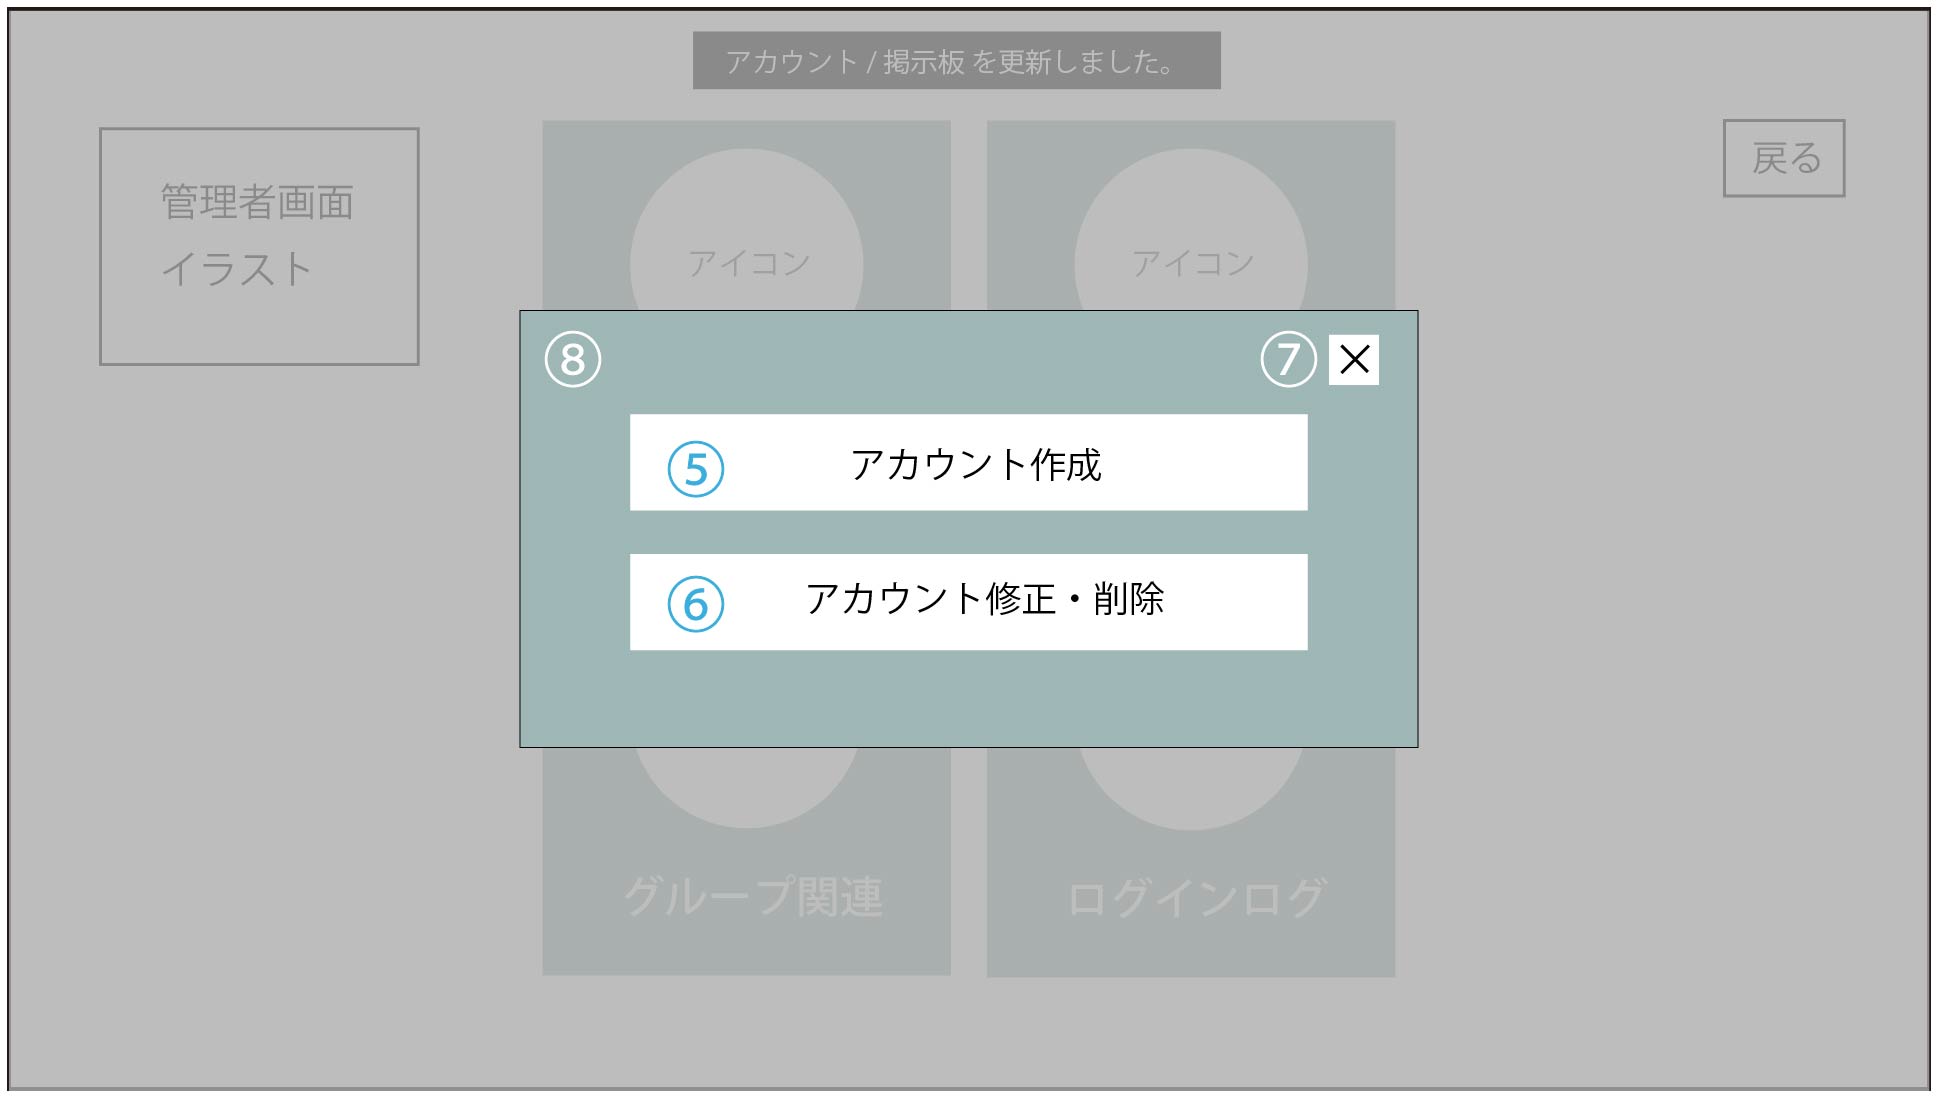 アカウント / 掲示板 を更新しました。
管理者画面
イラスト
アイコン
アイコン
戻る
⑧
⑦ ×
⑤ アカウント作成
⑥ アカウント修正・削除
グループ関連
ログインログ